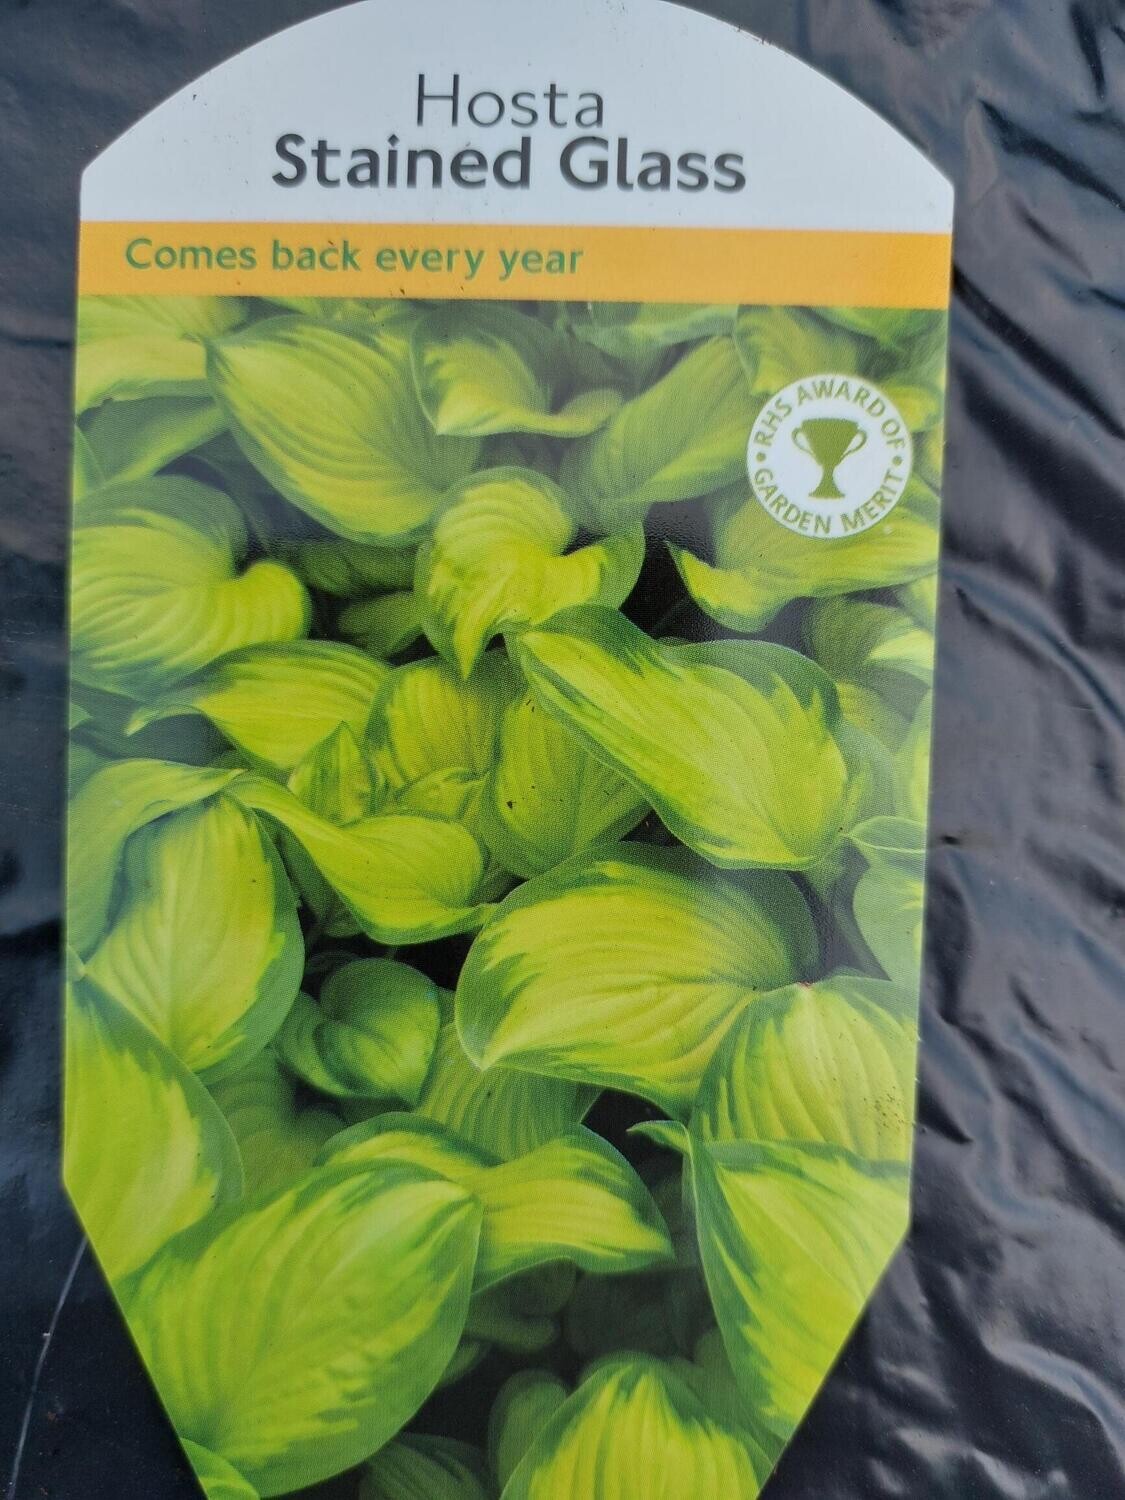 Hosta
Stained Glass
Comes back every year
RHS AWARD OF
GARDEN MERIT